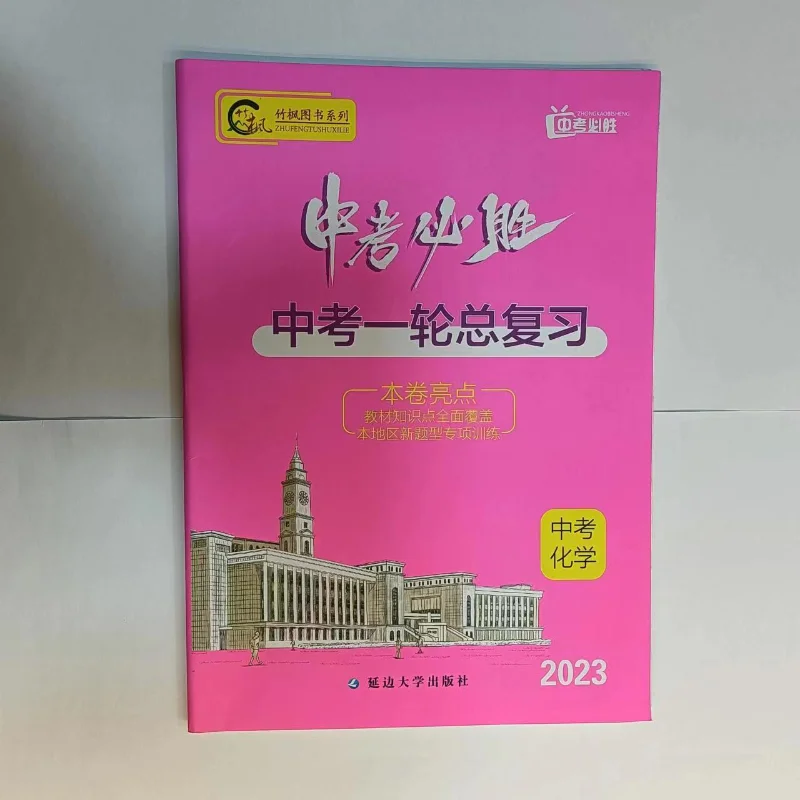 竹枫
竹枫图书系列
ZHUFENGTUSHUXILIE
ZHONGKAOBISHENG
中考必胜
中考必胜
中考一轮总复习
本卷亮点
教材知识点全面覆盖
本地区新题型专项训练
中考
化学
2023
延边大学出版社